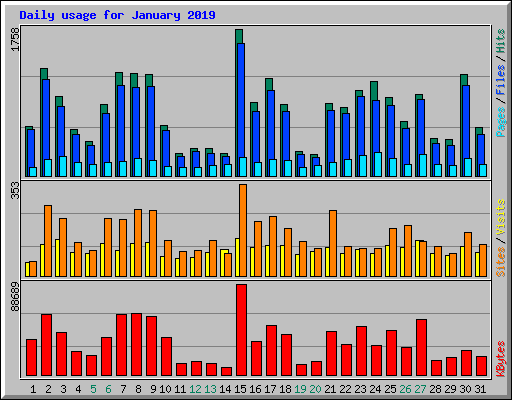 Daily usage for January 2019
1758
Pages / Files / Hits
353
Sites / Visits
88689
KBytes
1 2 3 4 5 6 7 8 9 10 11 12 13 14 15 16 17 18 19 20 21 22 23 24 25 26 27 28 29 30 31